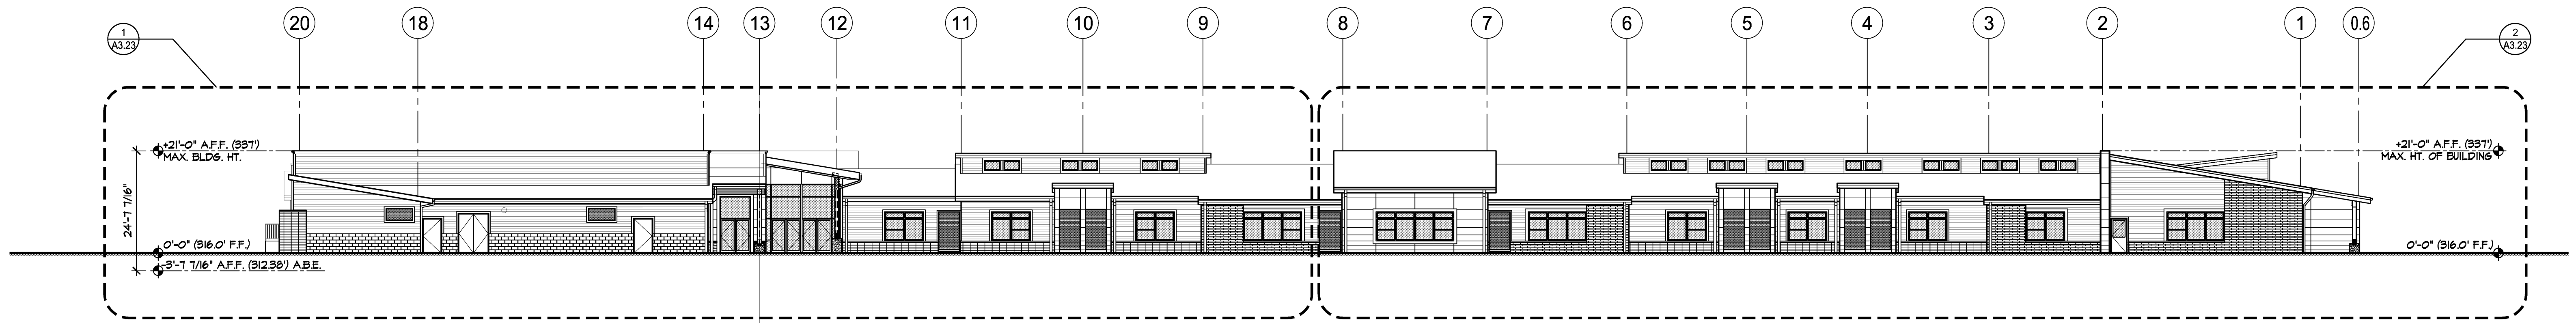 20 18 14 13 12 11 10 9 8 7 6 5 4 3 2 1 0.6
1
A3.23
2
A3.23
+21'-0" A.F.F. (337')
MAX. BLDG. HT.
+21'-0" A.F.F. (337')
MAX. HT. OF BUILDING
24'-7 7/16"
0'-0" (316.0' F.F.)
0'-0" (316.0' F.F.)
-3'-7 7/16" A.F.F. (312.38') A.B.E.